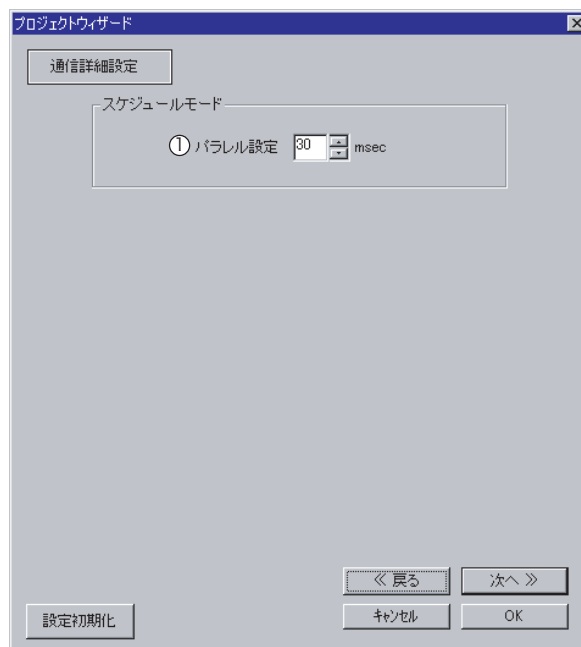 プロジェクトウィザード
通信詳細設定
スケジュールモード
① パラレル設定 30 msec
≪ 戻る 次へ ≫
設定初期化 キャンセル OK